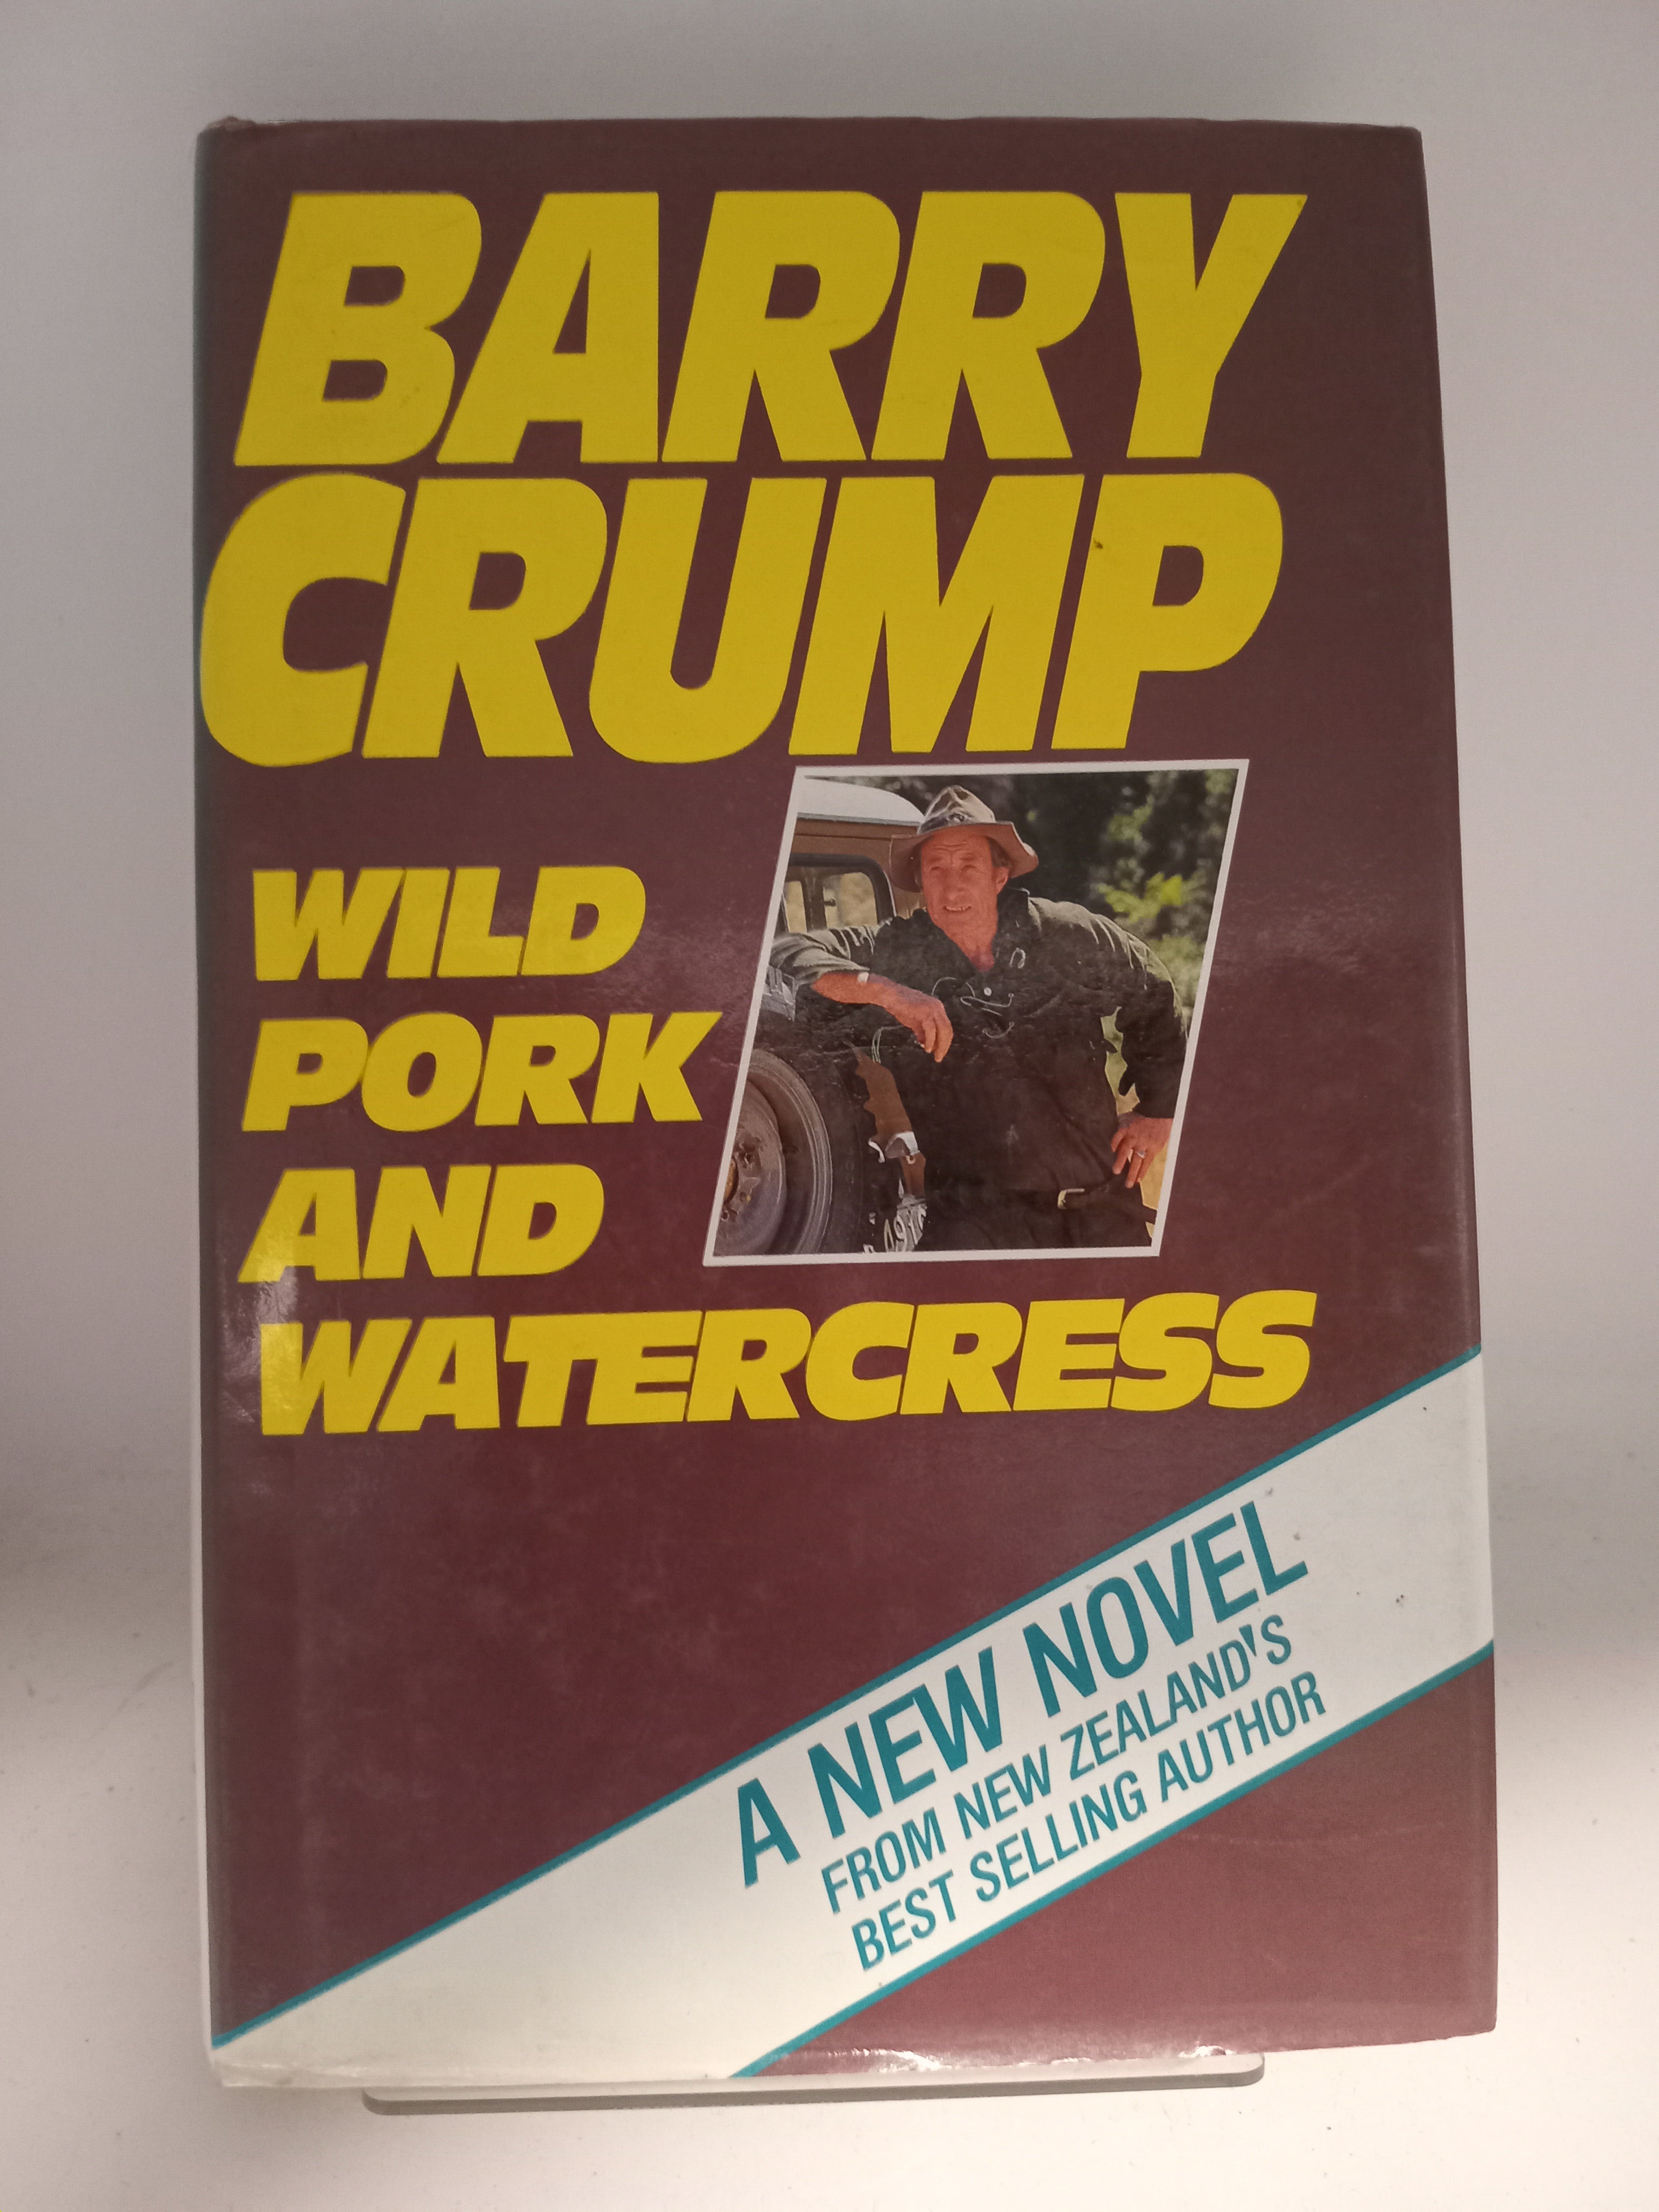 BARRY
CRUMP
WILD
PORK
AND
WATERCRESS
A NEW NOVEL
FROM NEW ZEALAND'S
BEST SELLING AUTHOR